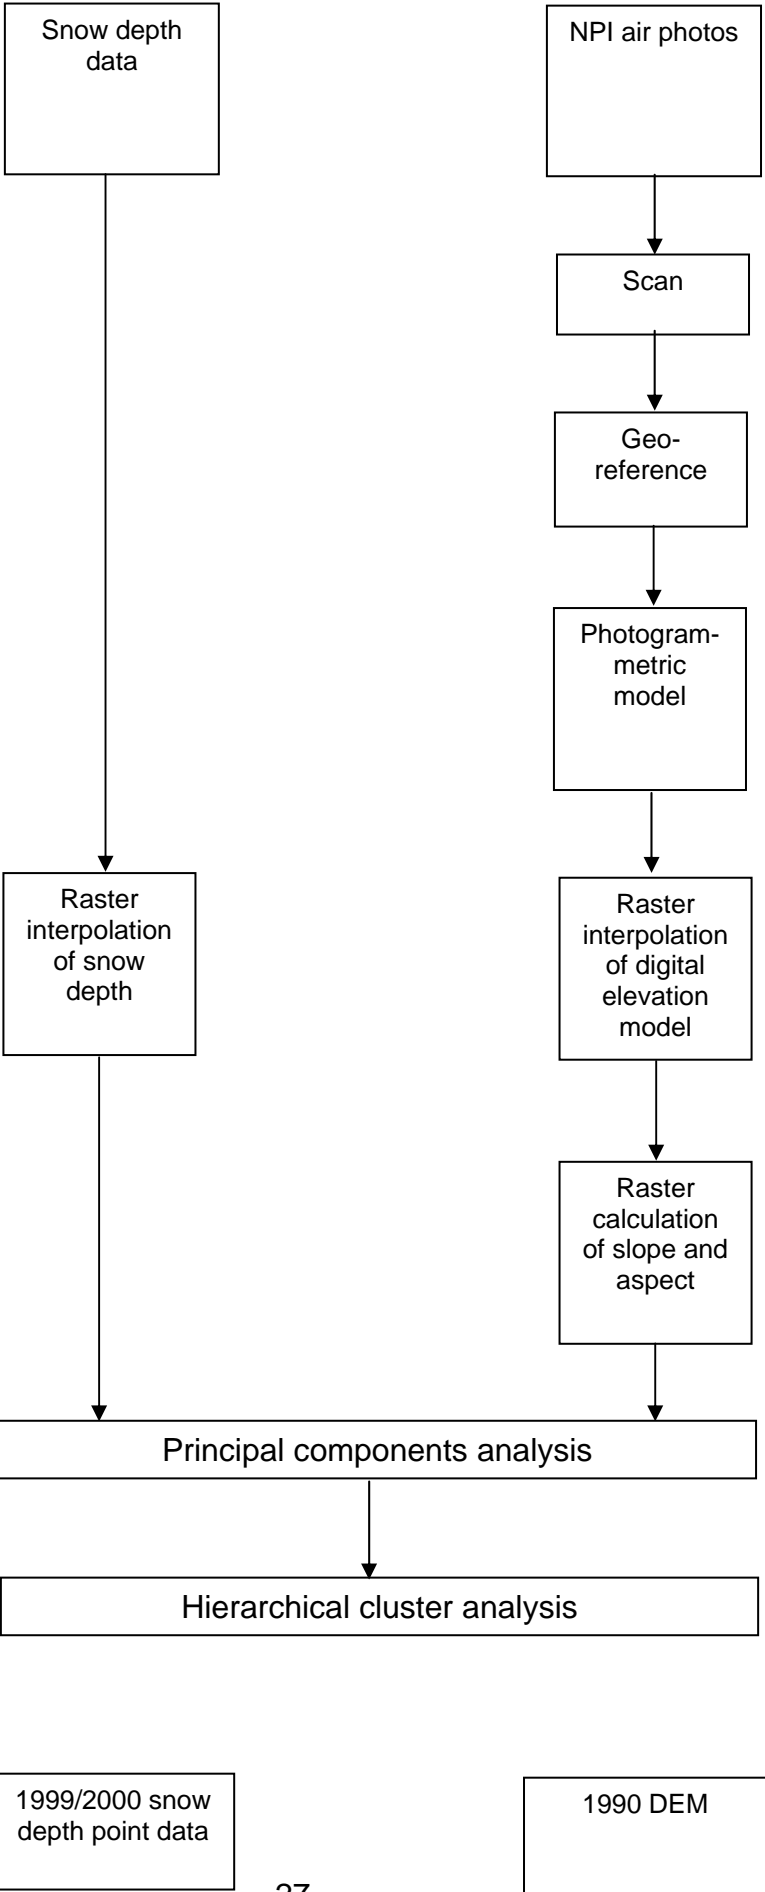 Snow depth
data
NPI air photos
Scan
Geo-
reference
Photogram-
metric
model
Raster
interpolation
of snow
depth
Raster
interpolation
of digital
elevation
model
Raster
calculation
of slope and
aspect
Principal components analysis
Hierarchical cluster analysis
1999/2000 snow
depth point data
1990 DEM